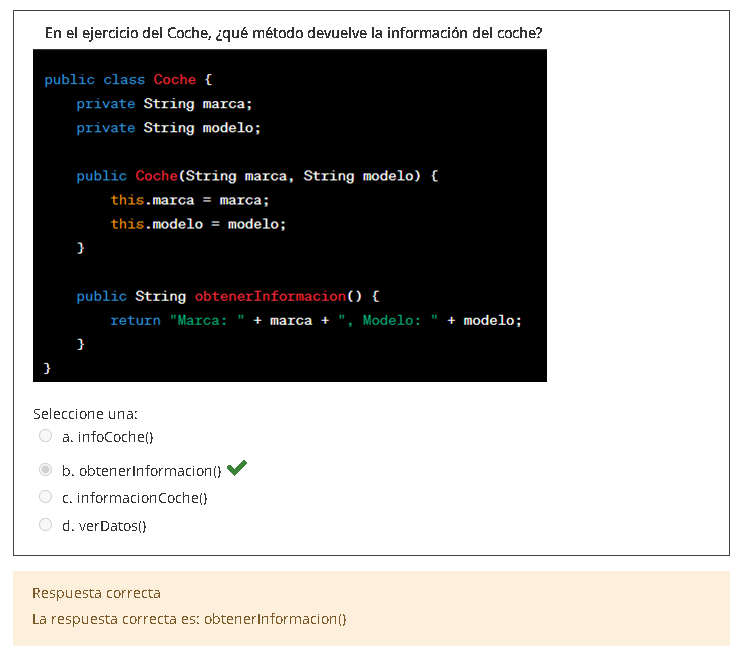 En el ejercicio del Coche, ¿qué método devuelve la información del coche?
public class Coche {
    private String marca;
    private String modelo;
    public Coche(String marca, String modelo) {
        this.marca = marca;
        this.modelo = modelo;
    }
    public String obtenerInformacion() {
        return "Marca: " + marca + ", Modelo: " + modelo;
    }
}
Seleccione una:
a. infoCoche()
b. obtenerInformacion()
c. informacionCoche()
d. verDatos()
Respuesta correcta
La respuesta correcta es: obtenerInformacion()